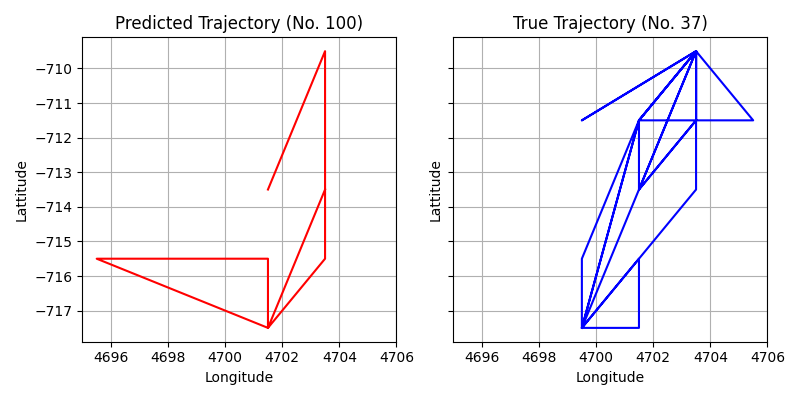 Predicted Trajectory (No. 100)
True Trajectory (No. 37)
Lattitude
−710
−711
−712
−713
−714
−715
−716
−717
4696 4698 4700 4702 4704 4706
Longitude
Lattitude
4696 4698 4700 4702 4704 4706
Longitude